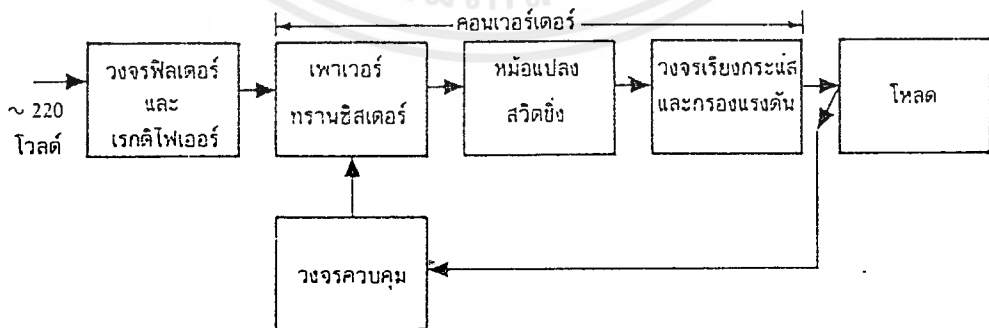 คอนเวอร์เตอร์
~ 220
โวลต์
วงจรฟิลเตอร์
และ
เรกติไฟเออร์
เพาเวอร์
ทรานซิสเตอร์
หม้อแปลง
สวิตชิ่ง
วงจรเรียงกระแส
และกรองแรงดัน
โหลด
วงจรควบคุม